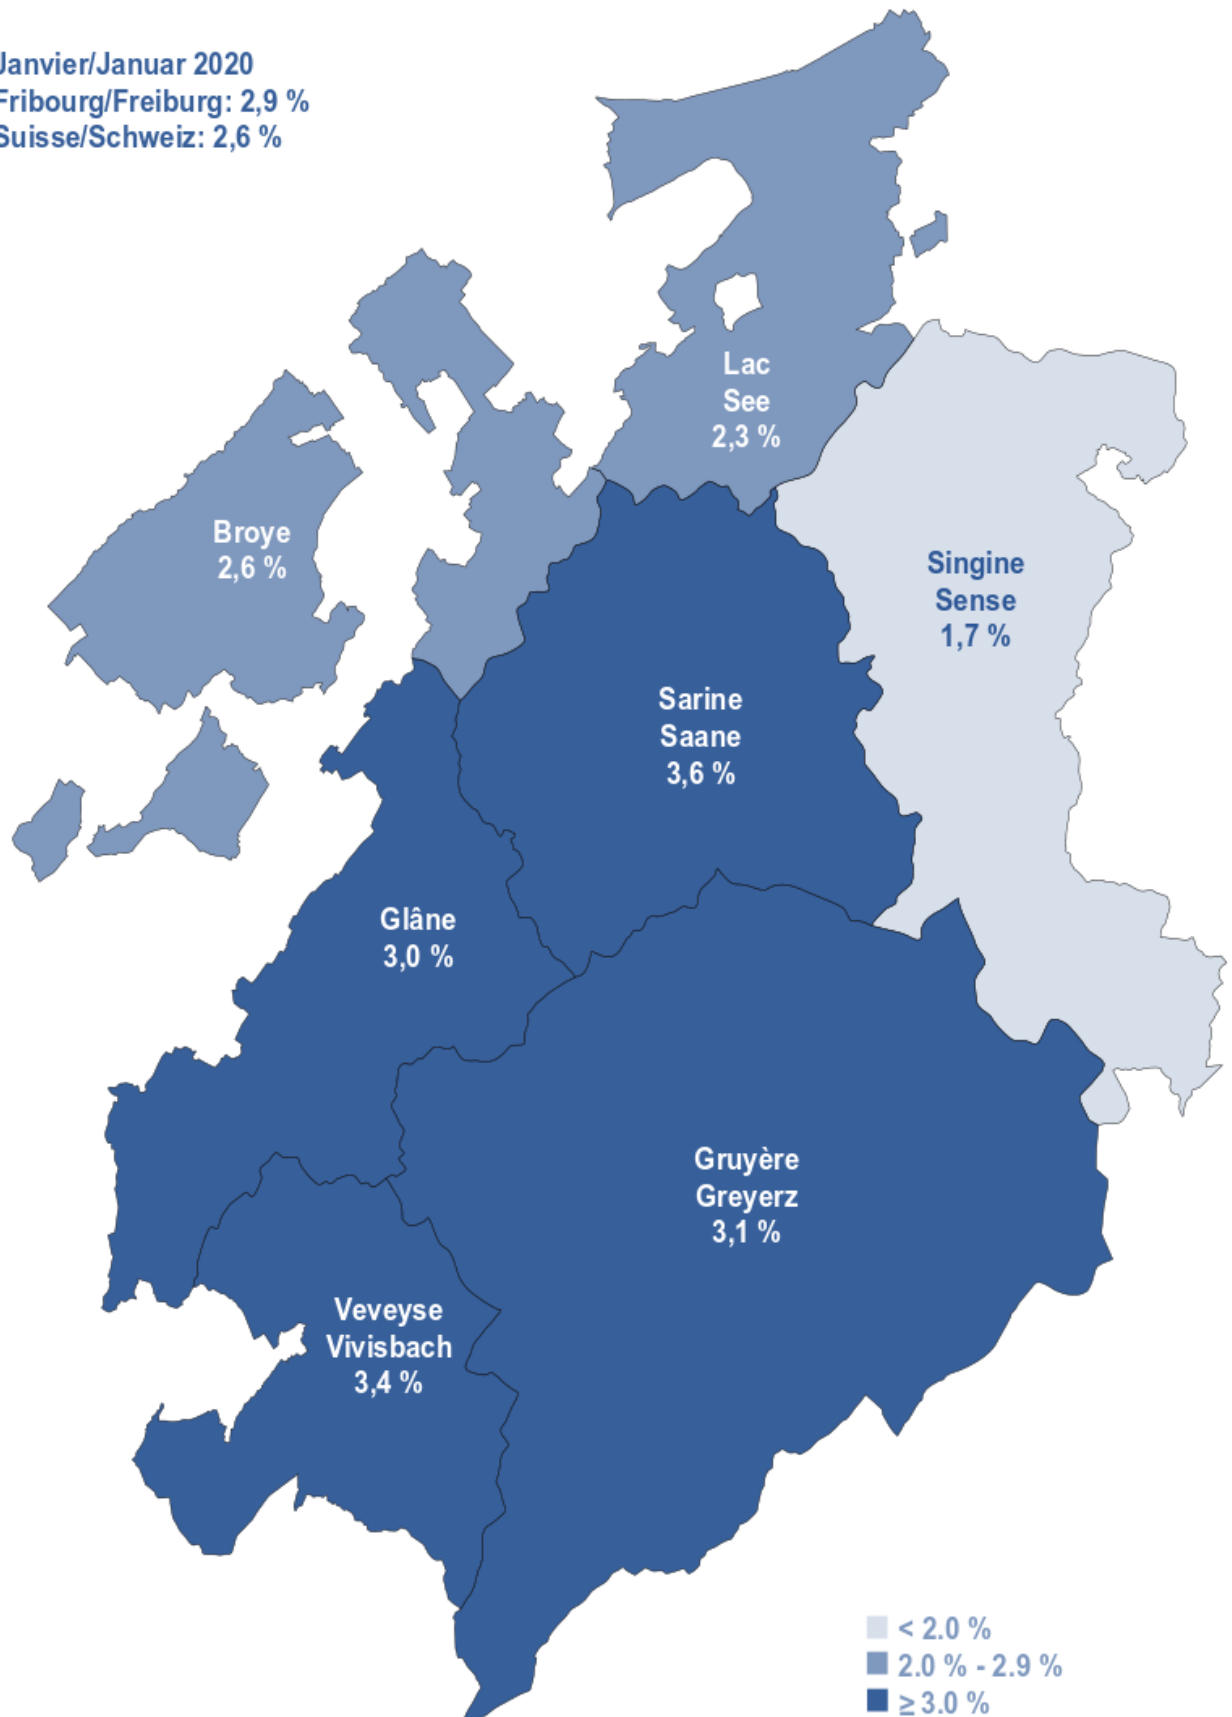 Janvier/Januar 2020
Fribourg/Freiburg: 2,9 %
Suisse/Schweiz: 2,6 %
Lac
See
2,3 %
Broye
2,6 %
Singine
Sense
1,7 %
Sarine
Saane
3,6 %
Glâne
3,0 %
Gruyère
Greyerz
3,1 %
Veveyse
Vivisbach
3,4 %
< 2.0 %
2.0 % - 2.9 %
≥ 3.0 %